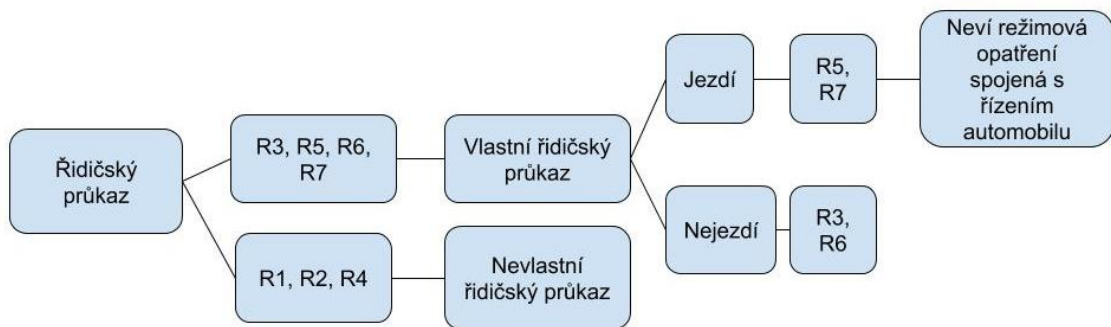 Řidičský
průkaz
R3, R5, R6,
R7
Vlastní řidičský
průkaz
Jezdí
R5,
R7
Neví režimová
opatření
spojená s
řízením
automobilu
Nejezdí
R3,
R6
R1, R2, R4
Nevlastní
řidičský průkaz